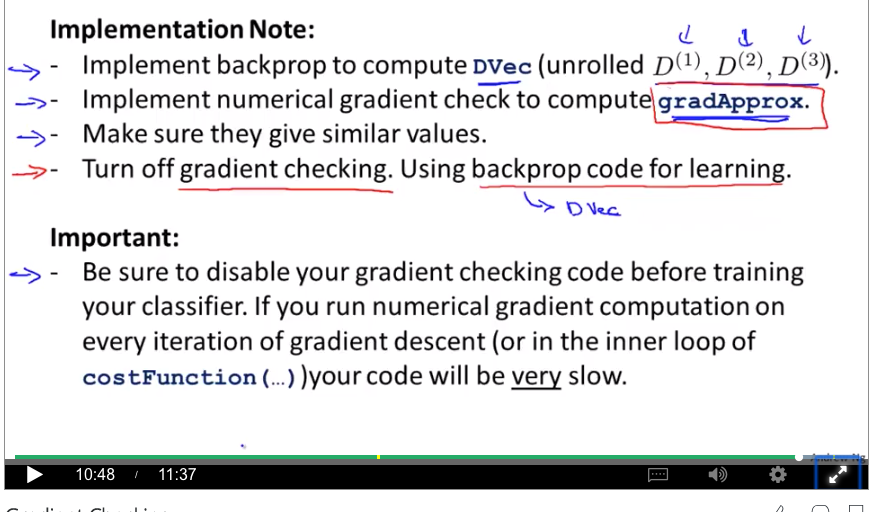 Implementation Note:
- Implement backprop to compute DVec (unrolled D(1), D(2), D(3)).
- Implement numerical gradient check to compute gradApprox.
- Make sure they give similar values.
- Turn off gradient checking. Using backprop code for learning.
DVec
Important:
- Be sure to disable your gradient checking code before training
your classifier. If you run numerical gradient computation on
every iteration of gradient descent (or in the inner loop of
costFunction(…))your code will be very slow.
Andrew Ng
10:48 / 11:37
Gradient Checking